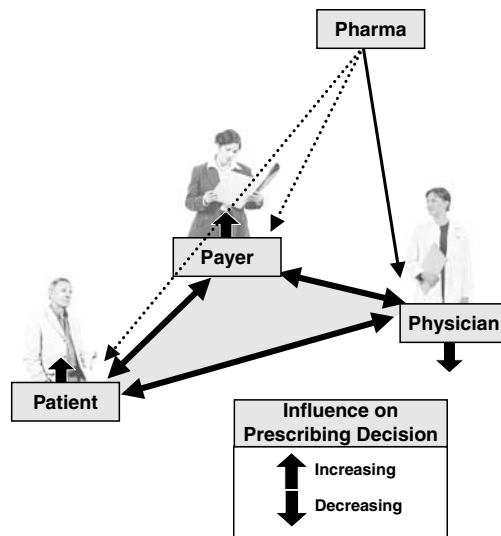 Pharma
Payer
Physician
Patient
Influence on
Prescribing Decision
Increasing
Decreasing